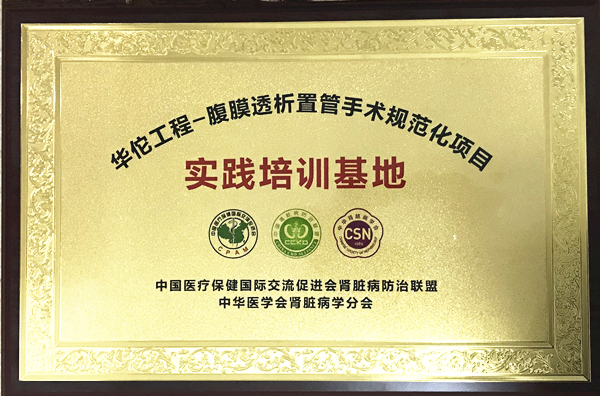 华佗工程-腹膜透析置管手术规范化项目
实践培训基地
CPAM
CSN
中国医疗保健国际交流促进会肾脏病防治联盟
中华医学会肾脏病学分会